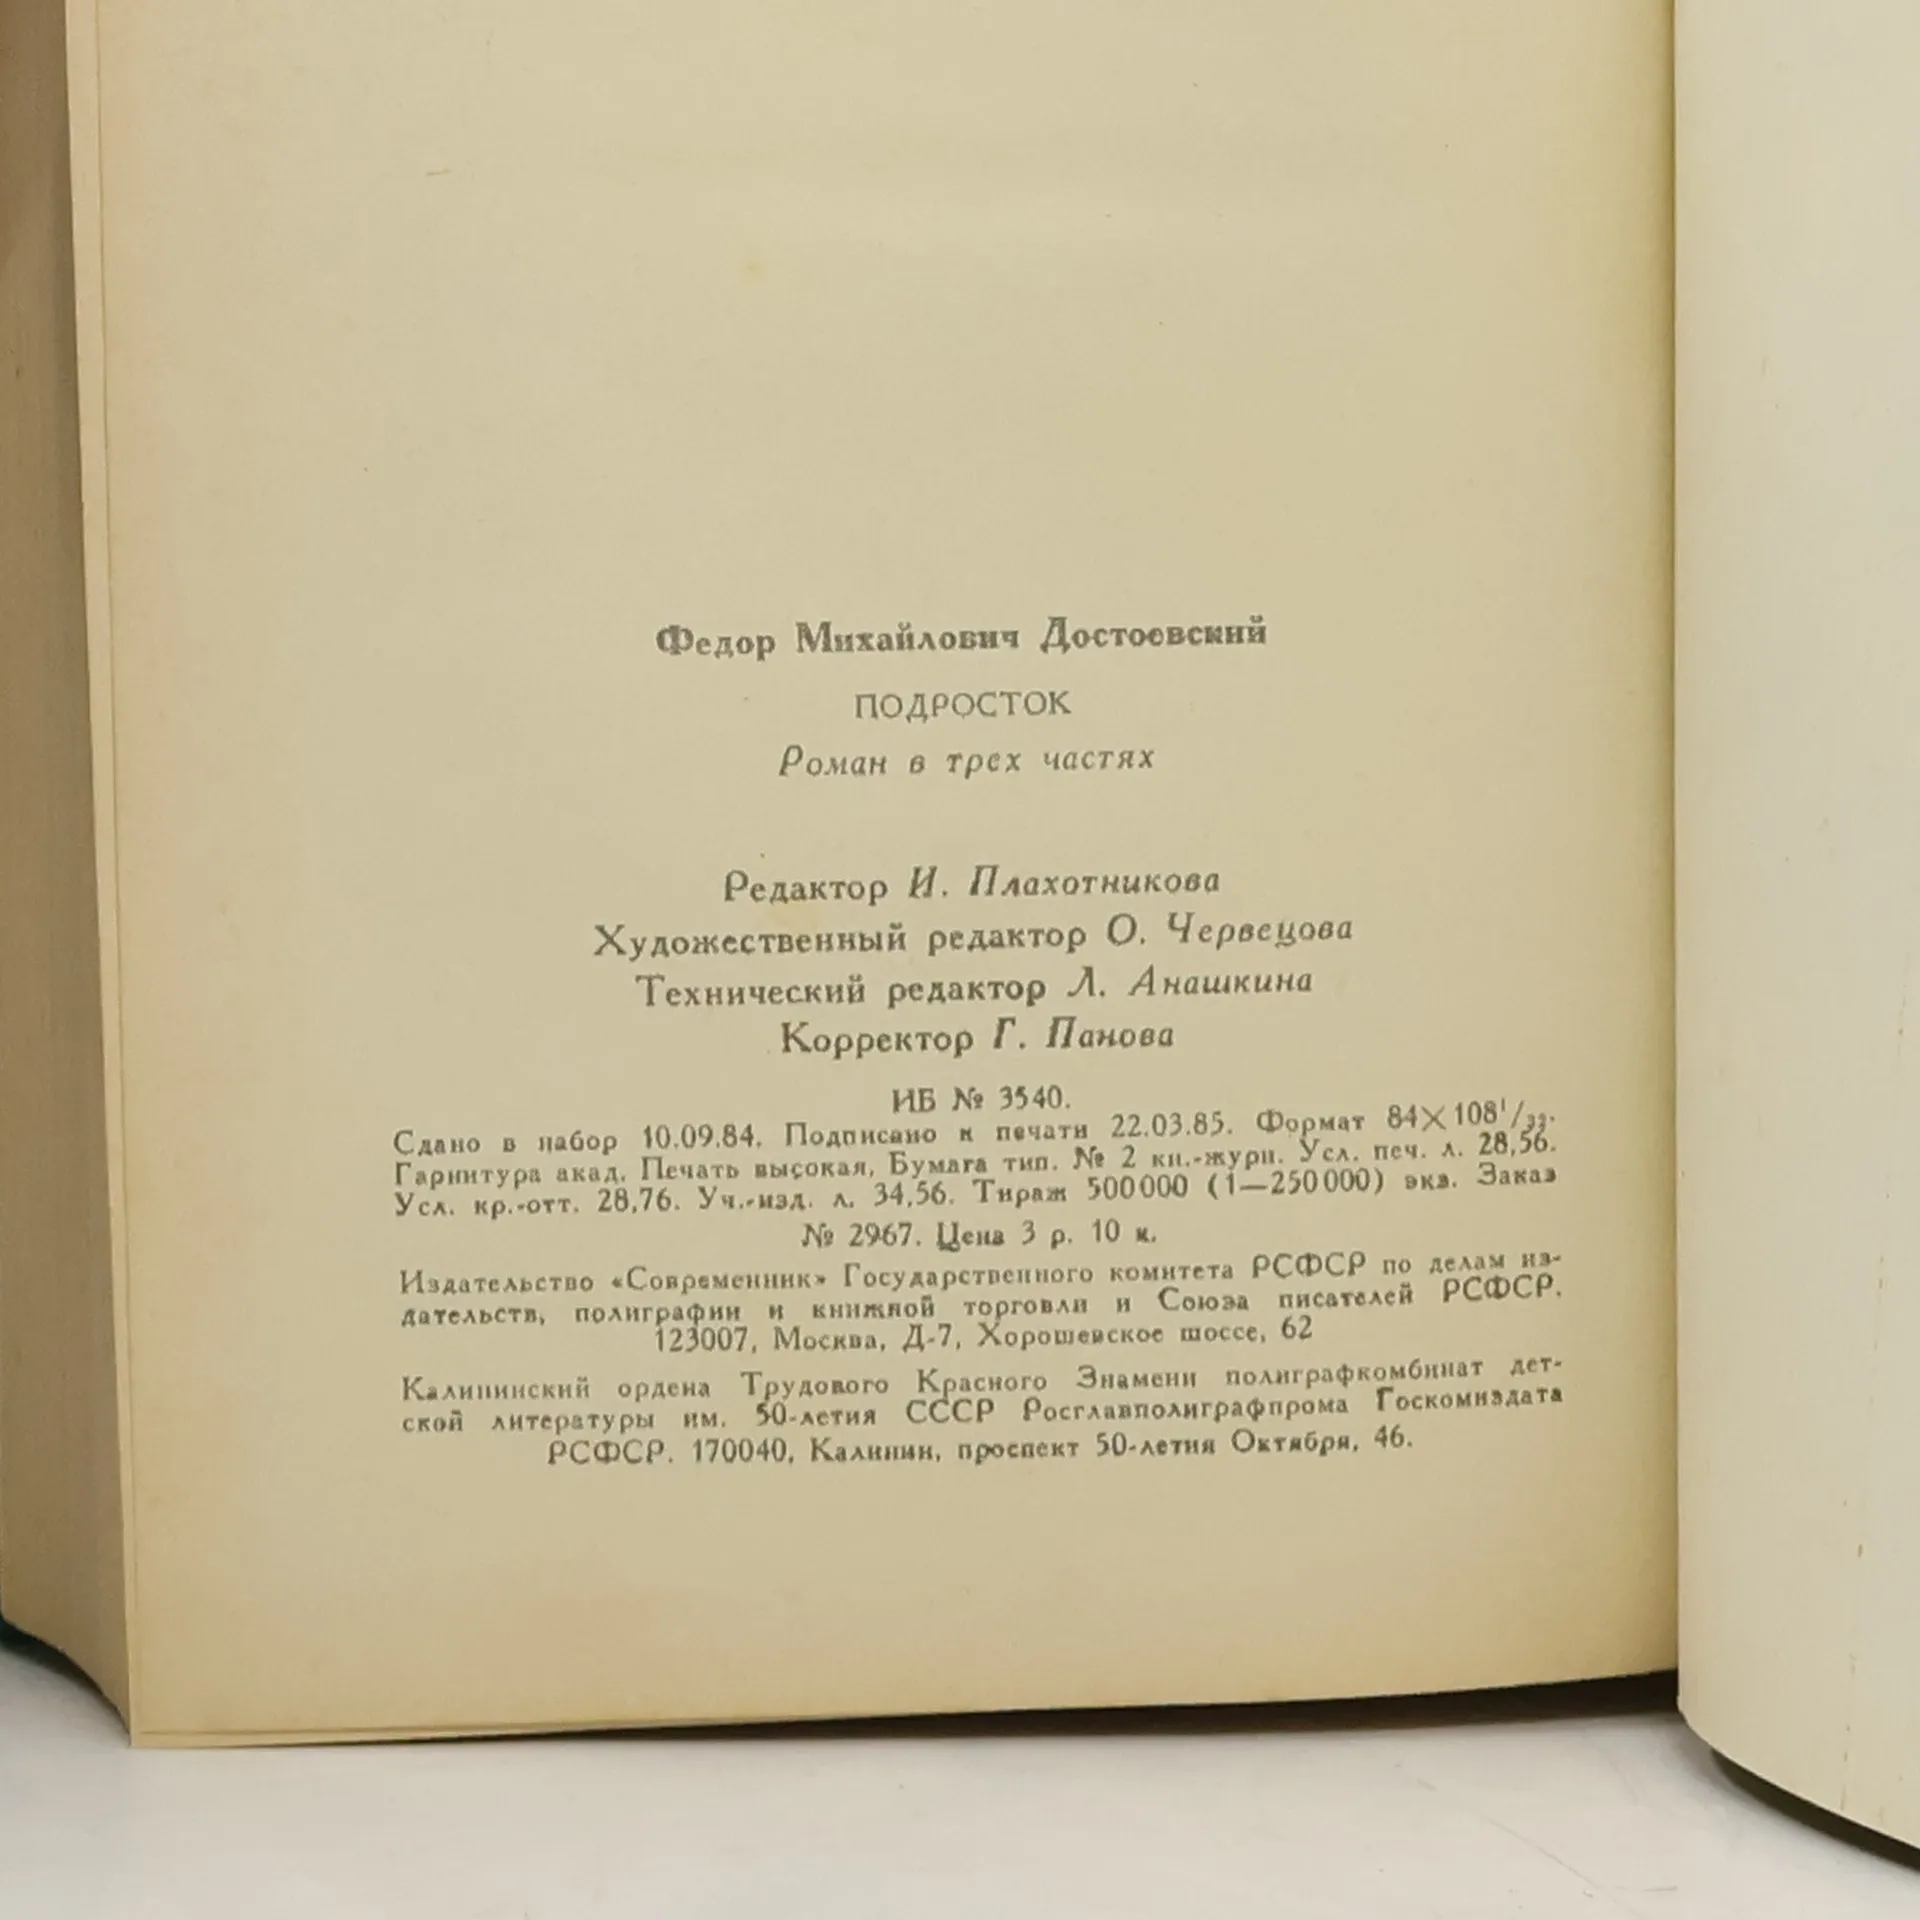 Федор Михайлович Достоевский
ПОДРОСТОК
Роман в трех частях
Редактор И. Плахотникова
Художественный редактор О. Червецова
Технический редактор Л. Анашкина
Корректор Г. Панова
ИБ № 3540.
Сдано в набор 10.09.84. Подписано к печати 22.03.85. Формат 84×108¹/₃₂.
Гарнитура акад. Печать высокая, Бумага тип. № 2 кн.-журн. Усл. печ. л. 28,56.
Усл. кр.-отт. 28,76. Уч.-изд. л. 34,56. Тираж 500000 (1—250000) экз. Заказ
№ 2967. Цена 3 р. 10 к.
Издательство «Современник» Государственного комитета РСФСР по делам из-
дательств, полиграфии и книжной торговли и Союза писателей РСФСР.
123007, Москва, Д-7, Хорошевское шоссе, 62
Калининский ордена Трудового Красного Знамени полиграфкомбинат дет-
ской литературы им. 50-летия СССР Росглавполиграфпрома Госкомиздата
РСФСР. 170040, Калинин, проспект 50-летия Октября, 46.